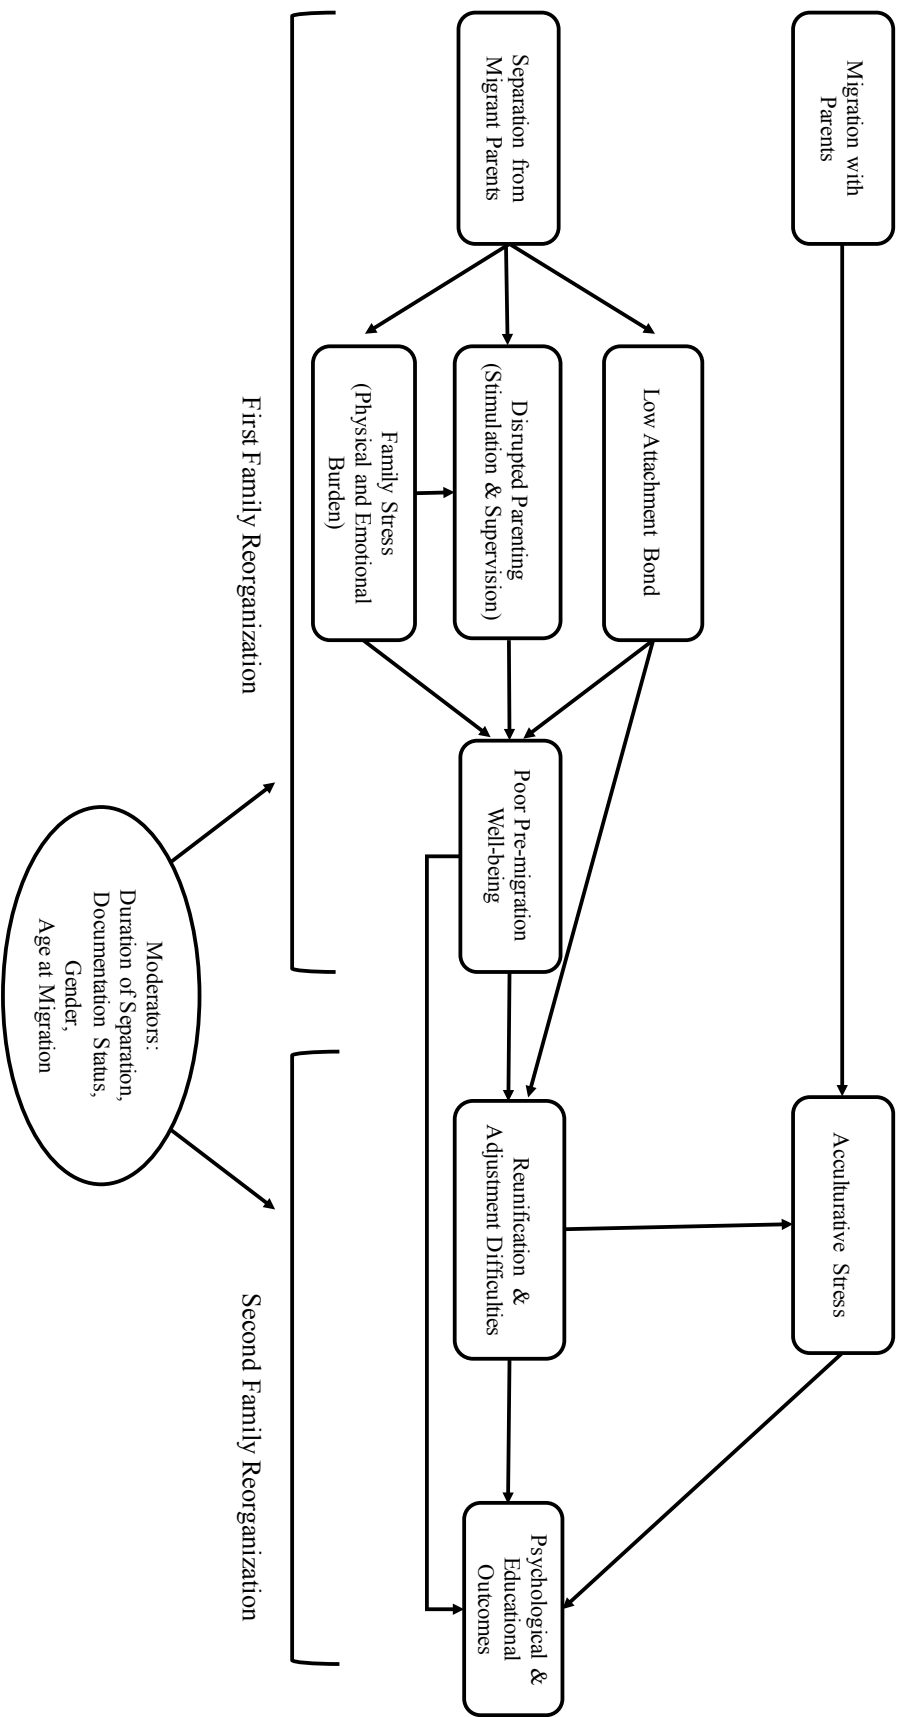 Migration with
Parents
Acculturative Stress
Low Attachment Bond
Separation from
Migrant Parents
Disrupted Parenting
(Stimulation & Supervision)
Poor Pre-migration
Well-being
Reunification &
Adjustment Difficulties
Psychological &
Educational
Outcomes
Family Stress
(Physical and Emotional
Burden)
First Family Reorganization
Second Family Reorganization
Moderators:
Duration of Separation,
Documentation Status,
Gender,
Age at Migration